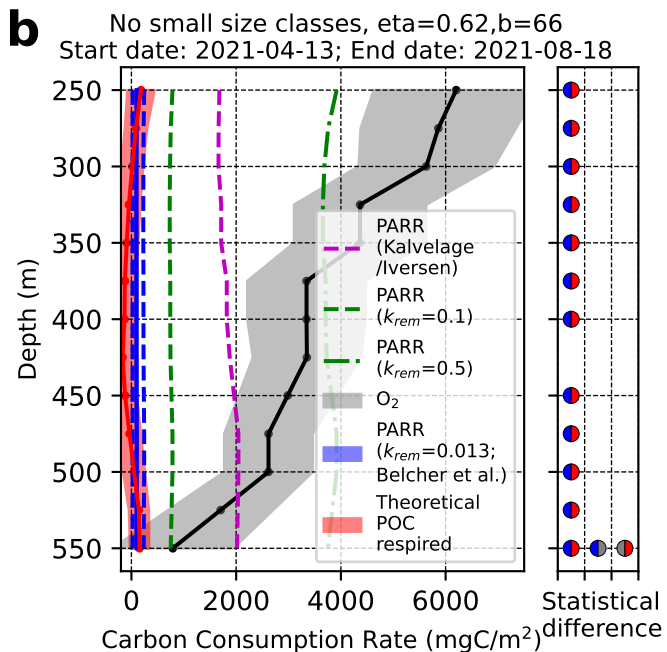 b
No small size classes, eta=0.62,b=66
Start date: 2021-04-13; End date: 2021-08-18
250
300
350
400
450
500
550
Depth (m)
PARR
(Kalvelage
/Iversen)
PARR
(k_rem=0.1)
PARR
(k_rem=0.5)
O₂
PARR
(k_rem=0.013;
Belcher et al.)
Theoretical
POC
respired
0 2000 4000 6000
Carbon Consumption Rate (mgC/m²)
Statistical
difference